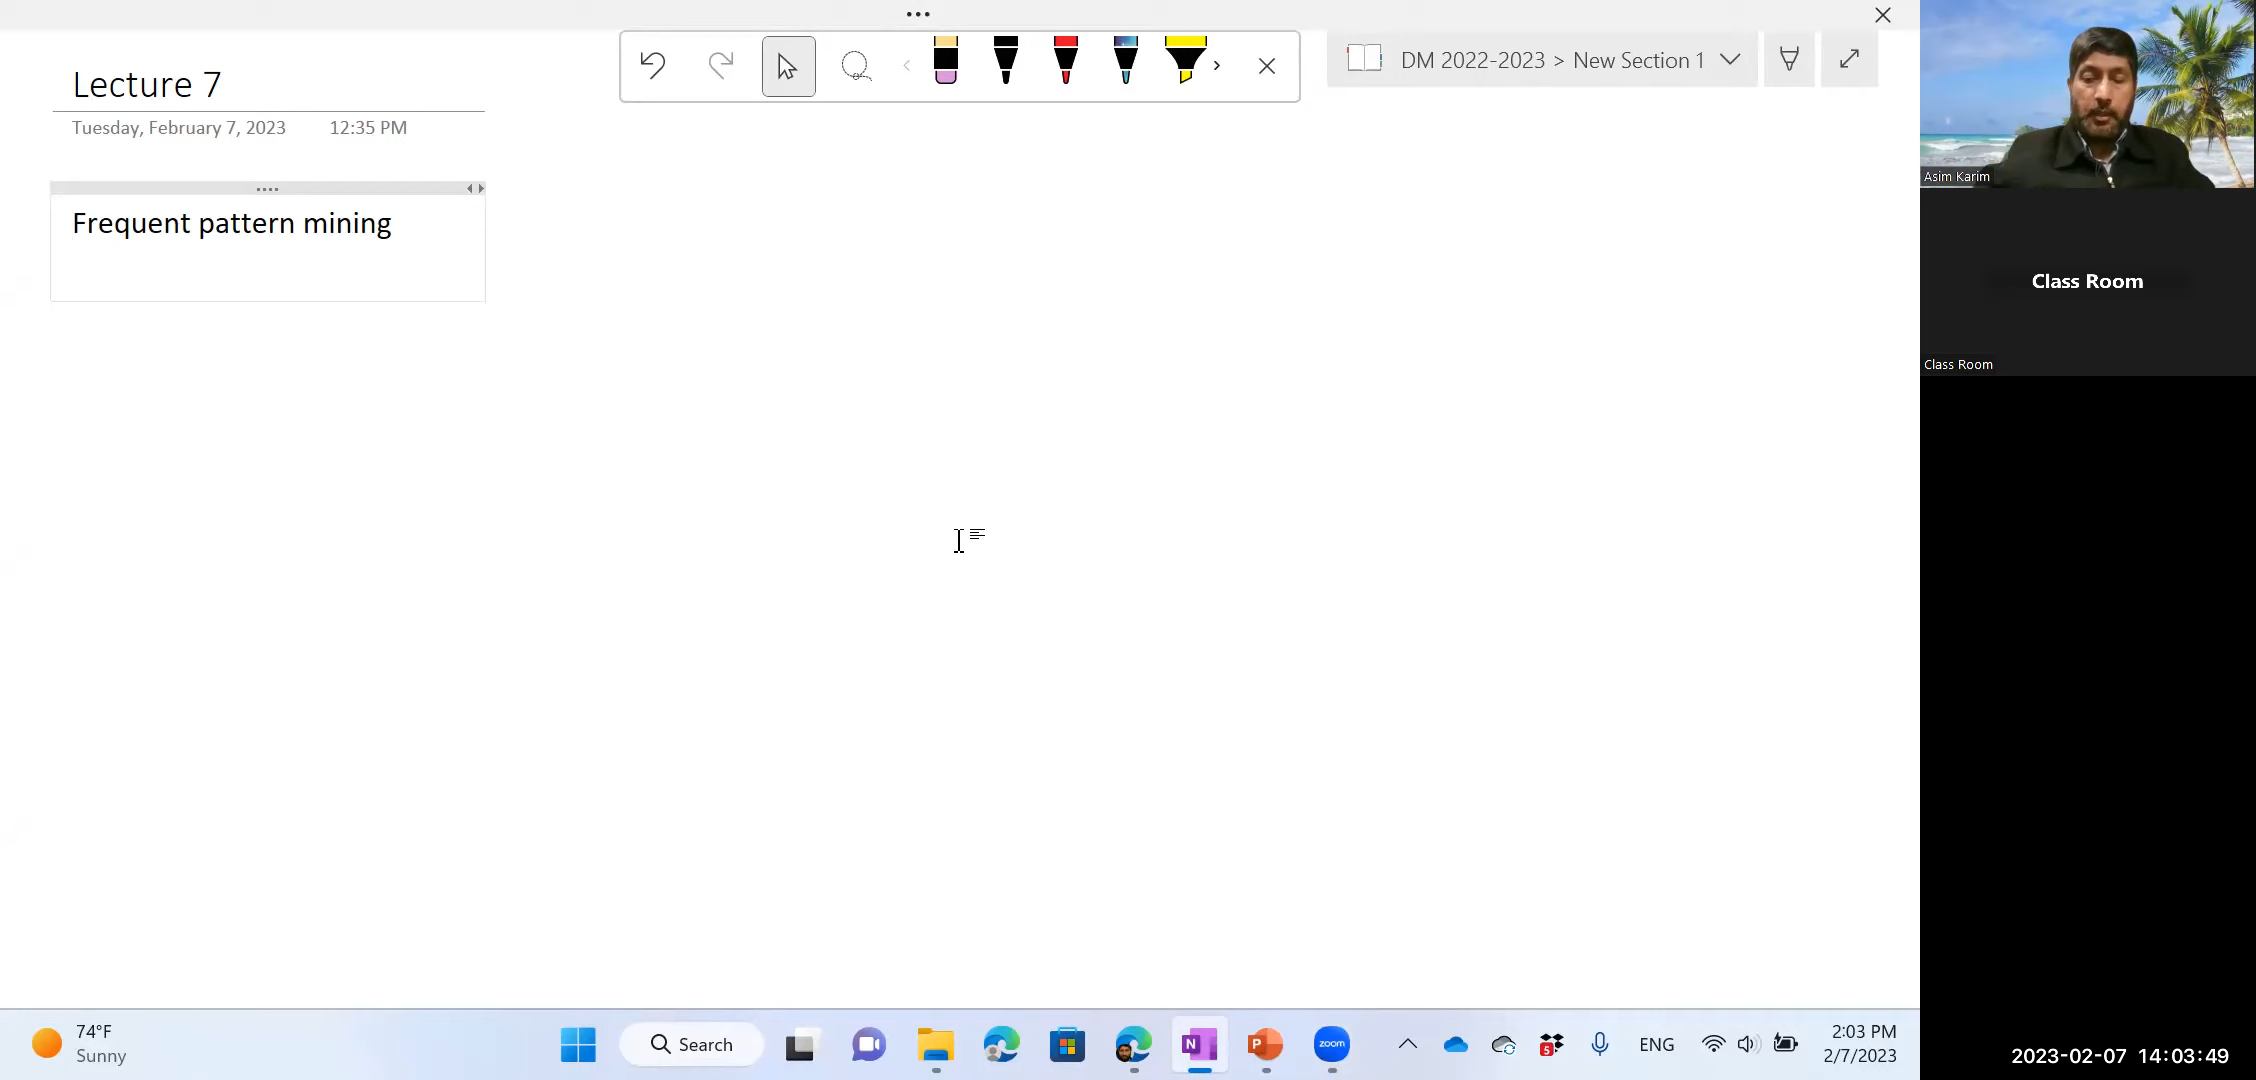 Lecture 7
Tuesday, February 7, 2023 12:35 PM
Frequent pattern mining
DM 2022-2023 > New Section 1
Asim Karim
Class Room
Class Room
74°F
Sunny
Search
N
P
zoom
5
ENG
2:03 PM
2/7/2023
2023-02-07 14:03:49